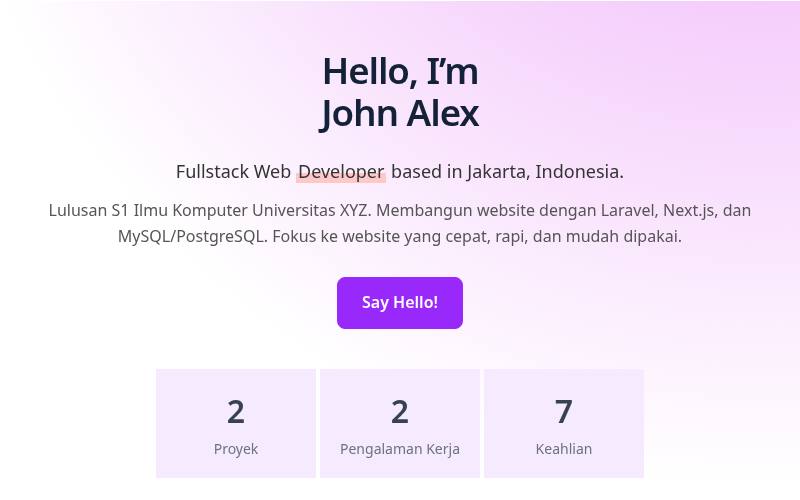 Hello, I’m
John Alex
Fullstack Web Developer based in Jakarta, Indonesia.
Lulusan S1 Ilmu Komputer Universitas XYZ. Membangun website dengan Laravel, Next.js, dan
MySQL/PostgreSQL. Fokus ke website yang cepat, rapi, dan mudah dipakai.
Say Hello!
2
Proyek
2
Pengalaman Kerja
7
Keahlian